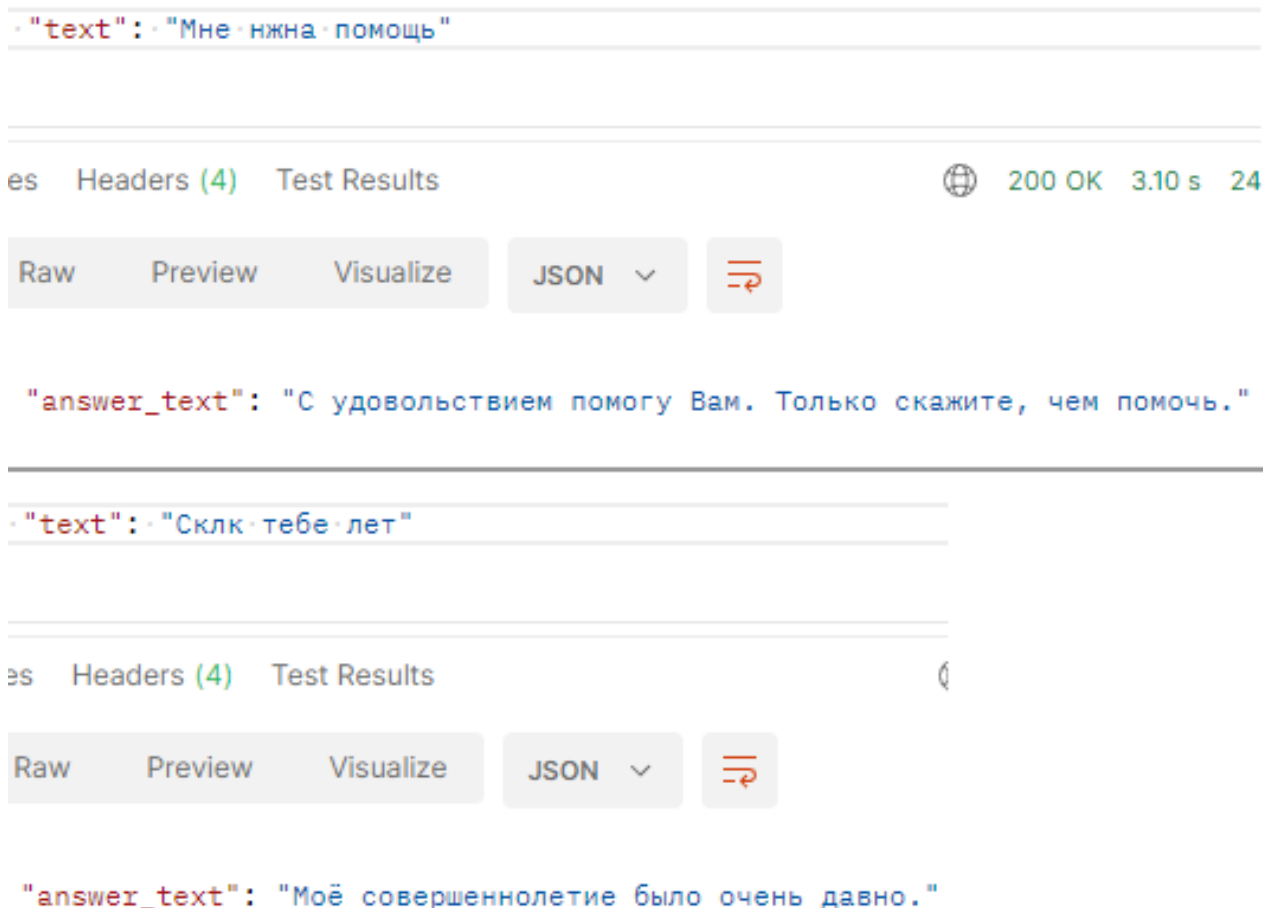 "text": "Мне нжна помощь"
es Headers (4) Test Results 200 OK 3.10 s 24
Raw Preview Visualize JSON
"answer_text": "С удовольствием помогу Вам. Только скажите, чем помочь."
"text": "Склк тебе лет"
es Headers (4) Test Results
Raw Preview Visualize JSON
"answer_text": "Моё совершеннолетие было очень давно."